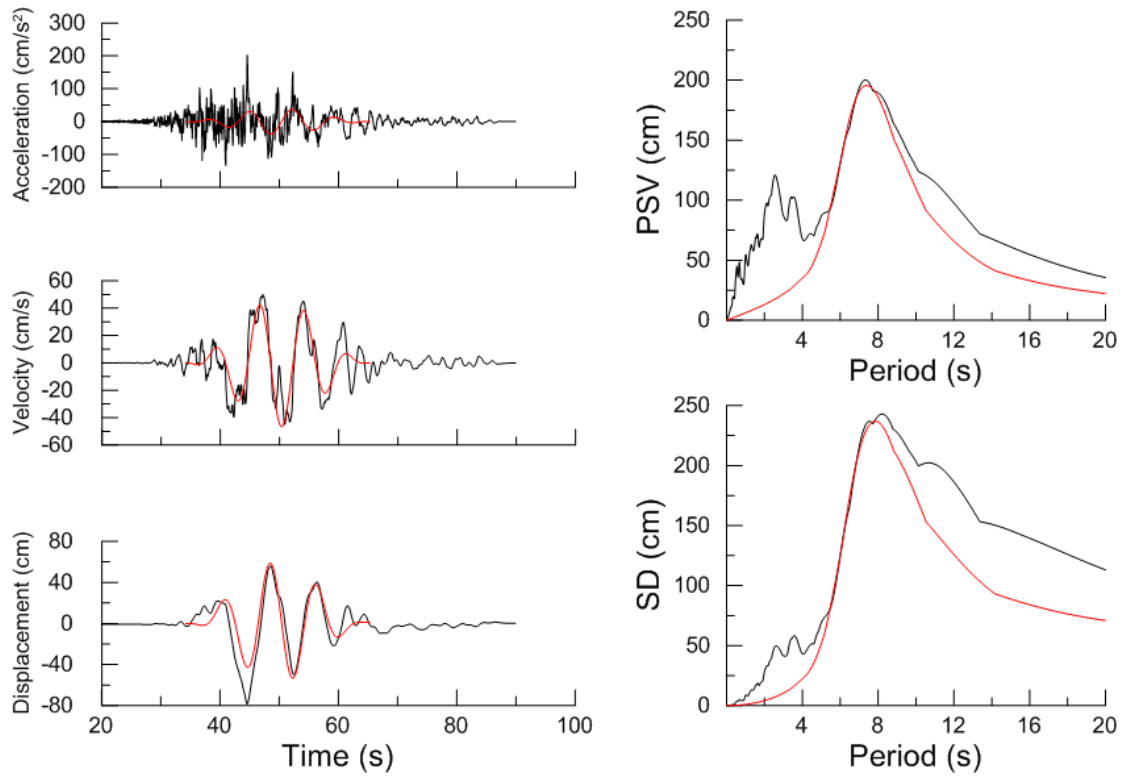 Acceleration (cm/s²)
300
200
100
0
-100
-200
Velocity (cm/s)
60
40
20
0
-20
-40
-60
Displacement (cm)
80
40
0
-40
-80
20 40 60 80 100
Time (s)
PSV (cm)
250
200
150
100
50
0
4 8 12 16 20
Period (s)
SD (cm)
250
200
150
100
50
0
4 8 12 16 20
Period (s)